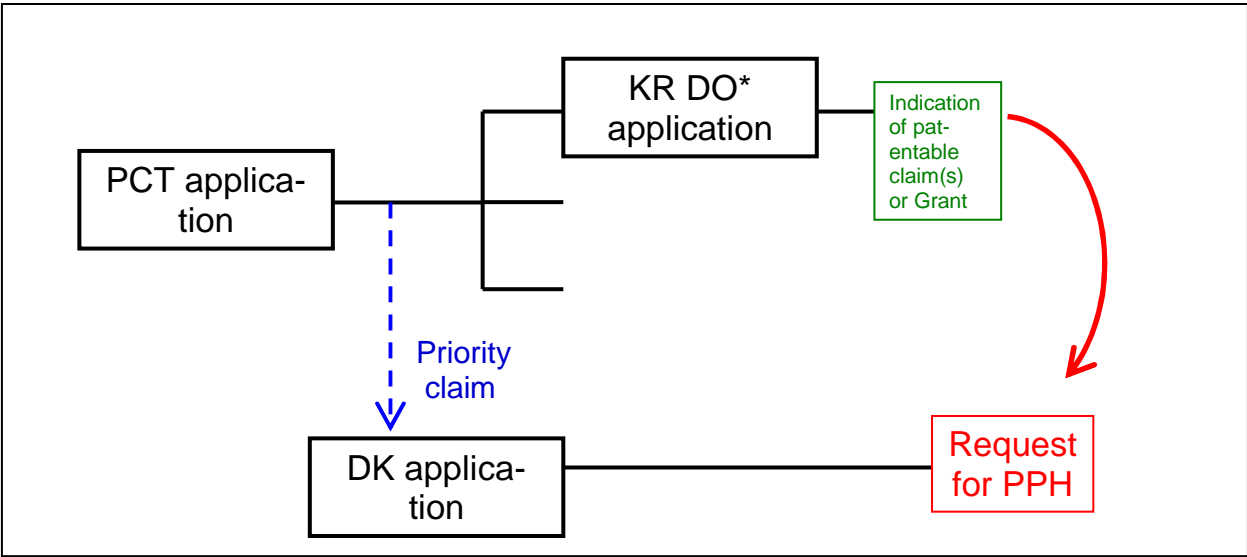 KR DO*
application
Indication
of pat-
entable
claim(s)
or Grant
PCT applica-
tion
Priority
claim
DK applica-
tion
Request
for PPH